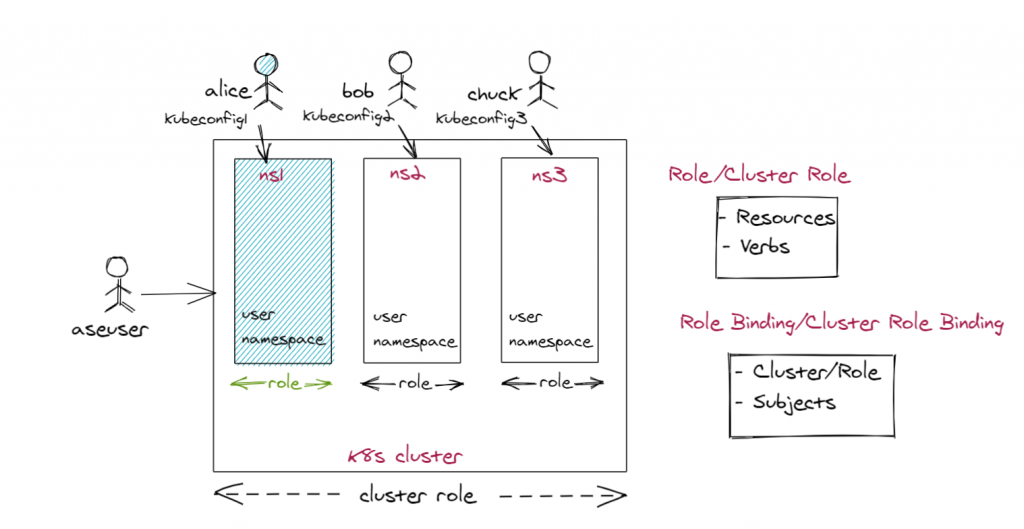 alice
kubeconfig1
bob
kubeconfig2
chuck
kubeconfig3
ns1
ns2
ns3
user
namespace
user
namespace
user
namespace
role
role
role
K8s cluster
cluster role
aseuser
Role/Cluster Role
- Resources
- Verbs
Role Binding/Cluster Role Binding
- Cluster/Role
- Subjects